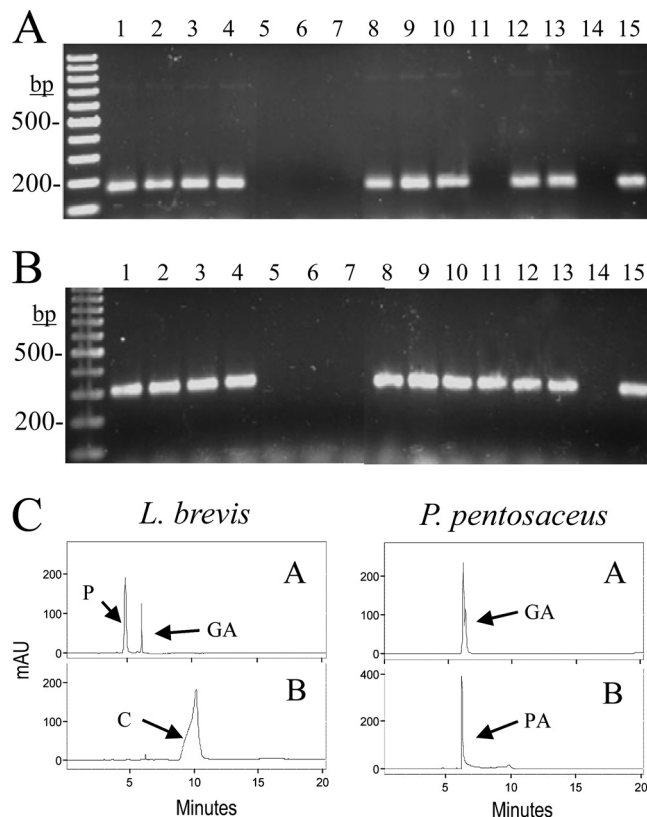 A
1 2 3 4 5 6 7 8 9 10 11 12 13 14 15
bp
500-
200-
B
1 2 3 4 5 6 7 8 9 10 11 12 13 14 15
bp
500-
200-
C
L. brevis
P. pentosaceus
A
200
100
0
P
GA
A
200
100
0
GA
mAU
B
200
100
0
C
5 10 15 20
Minutes
B
400
200
0
PA
5 10 15 20
Minutes